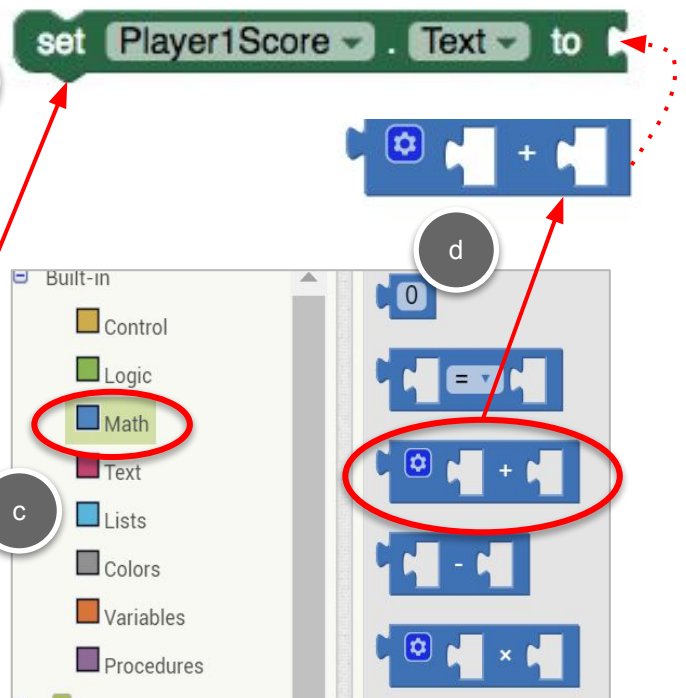 set Player1Score . Text to
+
d
Built-in
0
Control
Logic
=
Math
+
Text
c
Lists
-
Colors
Variables
×
Procedures